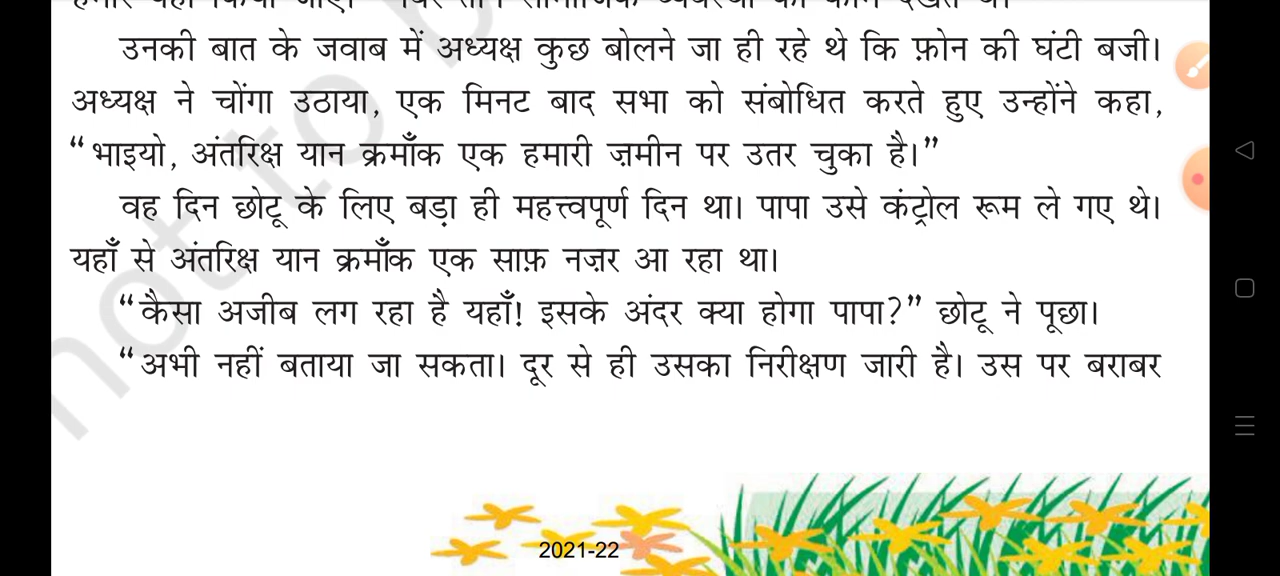 उनकी बात के जवाब में अध्यक्ष कुछ बोलने जा ही रहे थे कि फ़ोन की घंटी बजी।
अध्यक्ष ने चोंगा उठाया, एक मिनट बाद सभा को संबोधित करते हुए उन्होंने कहा,
“भाइयो, अंतरिक्ष यान क्रमाँक एक हमारी ज़मीन पर उतर चुका है।”
वह दिन छोटू के लिए बड़ा ही महत्त्वपूर्ण दिन था। पापा उसे कंट्रोल रूम ले गए थे।
यहाँ से अंतरिक्ष यान क्रमाँक एक साफ़ नज़र आ रहा था।
“कैसा अजीब लग रहा है यहाँ! इसके अंदर क्या होगा पापा?” छोटू ने पूछा।
“अभी नहीं बताया जा सकता। दूर से ही उसका निरीक्षण जारी है। उस पर बराबर
not to b
2021-22